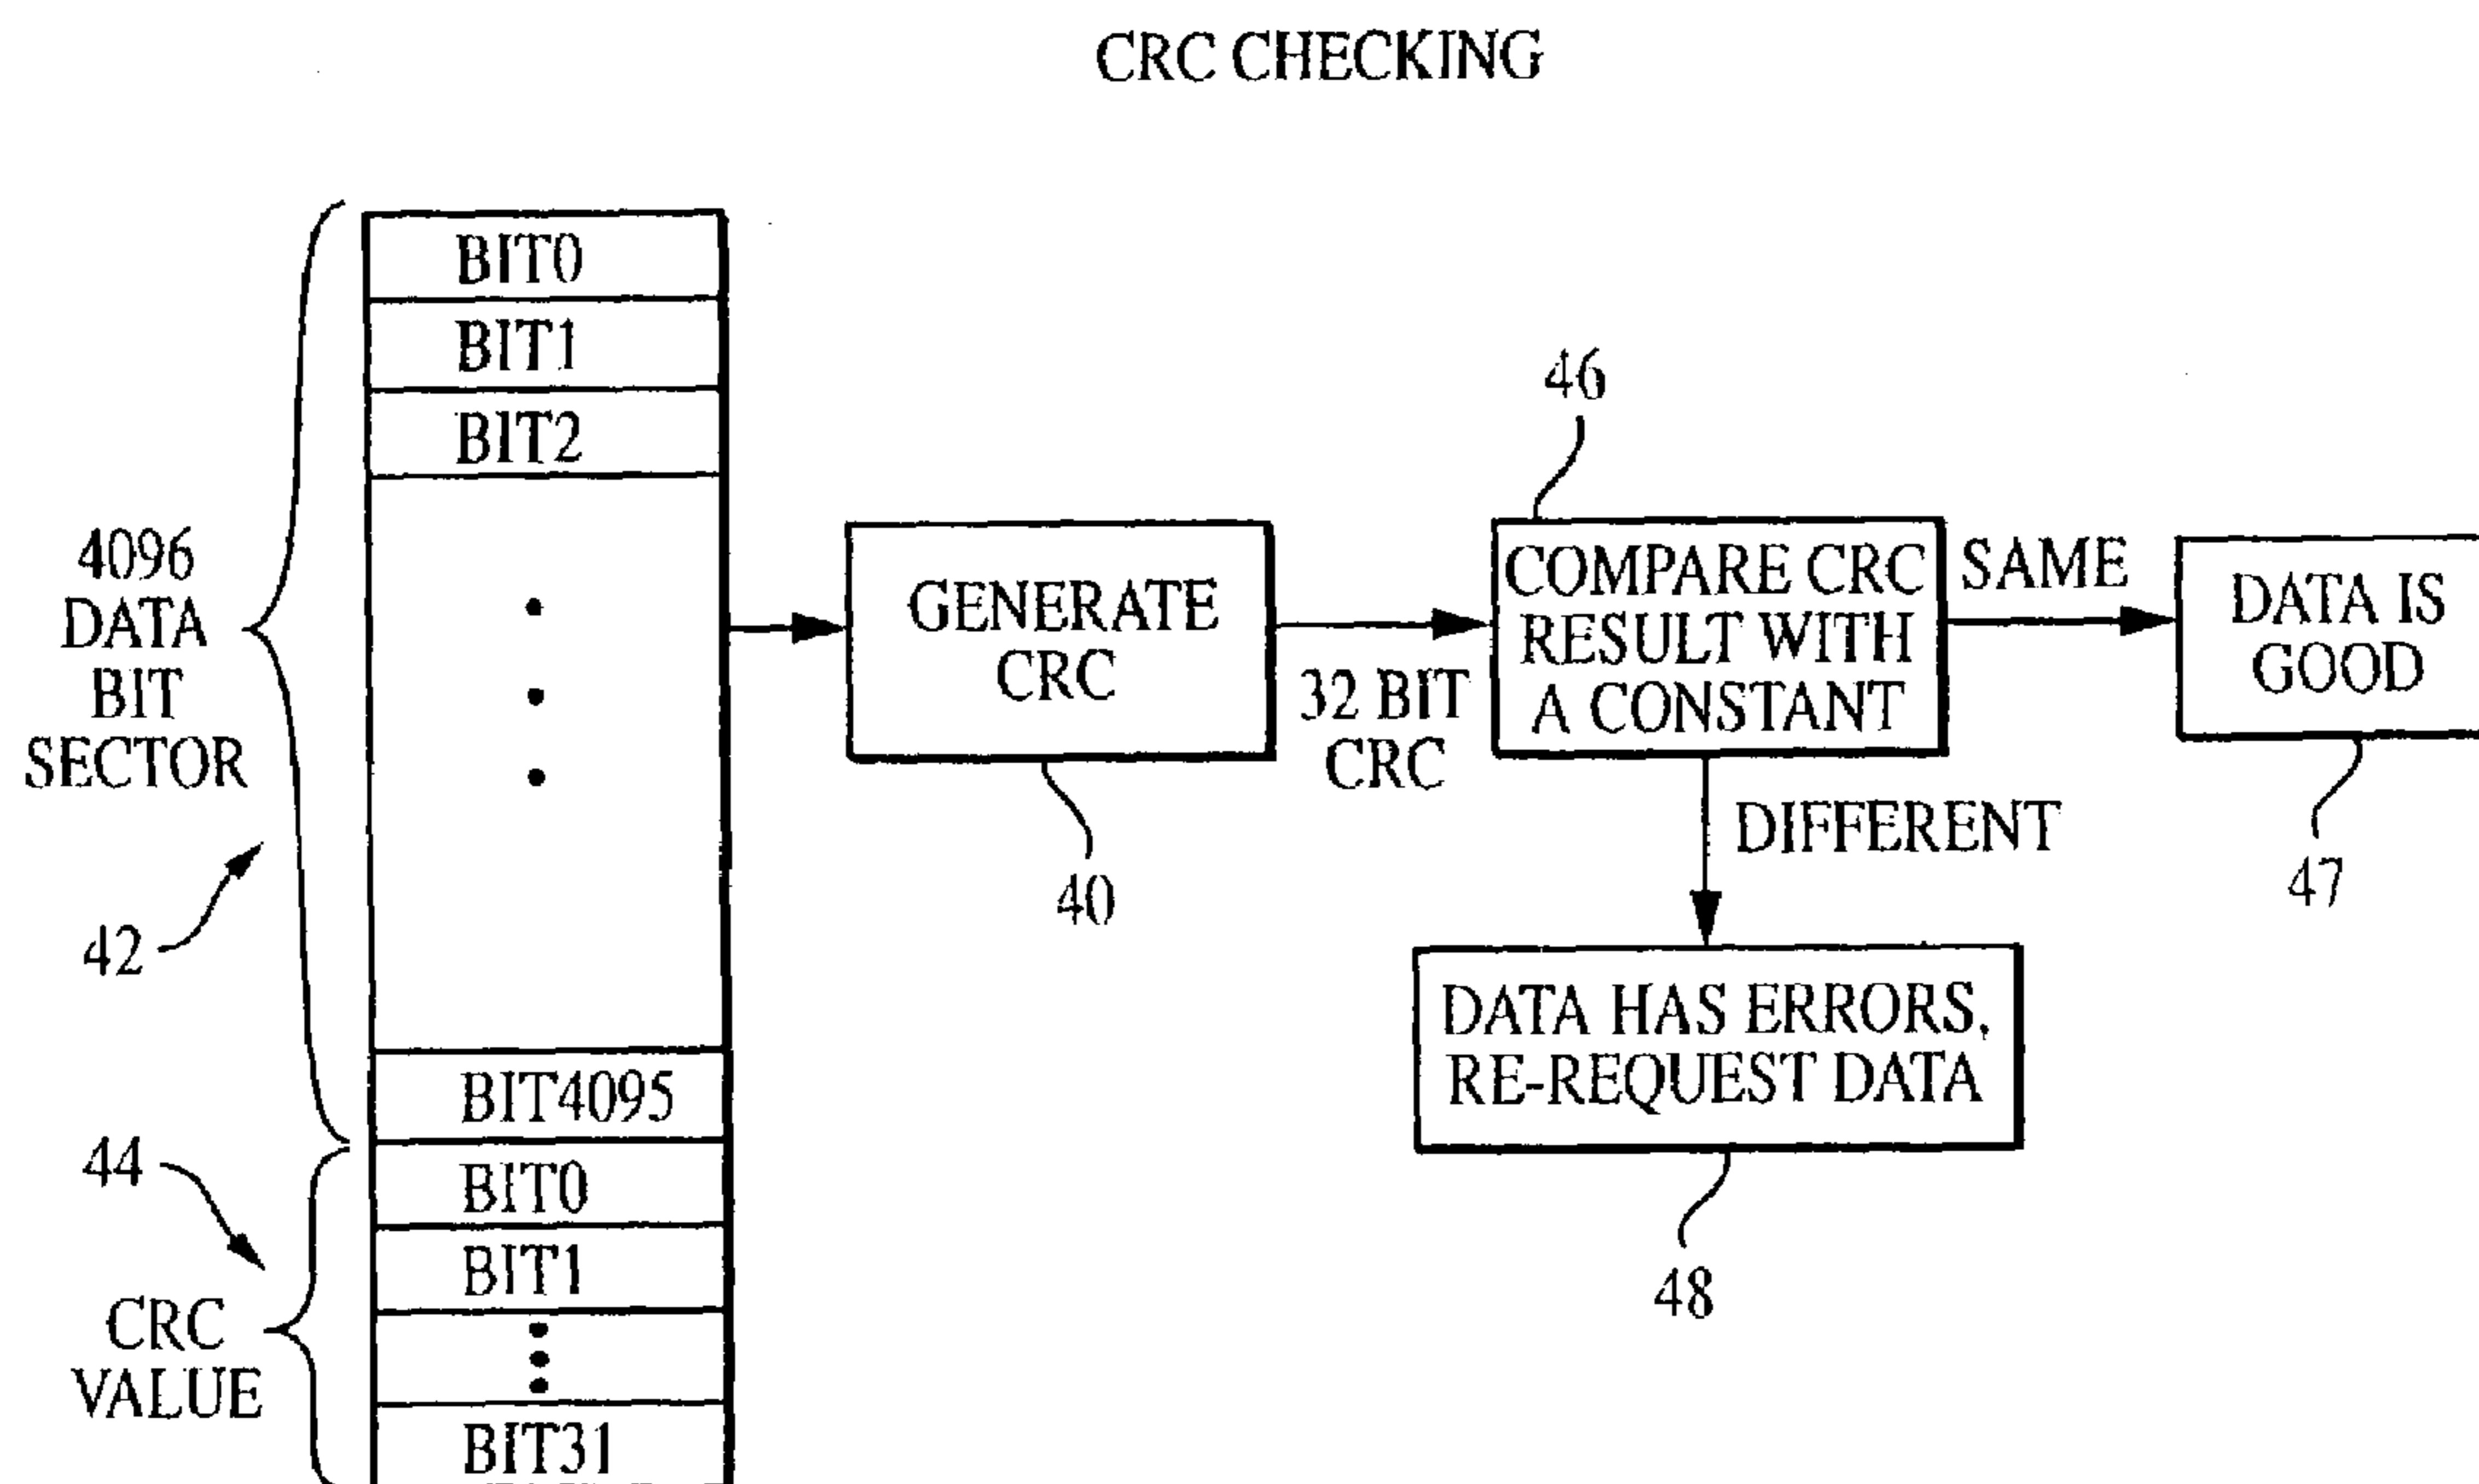 CRC CHECKING
BIT0
BIT1
BIT2
4096
DATA
BIT
SECTOR
42
BIT4095
44
BIT0
BIT1
CRC
VALUE
BIT31
GENERATE
CRC
40
32 BIT
CRC
46
COMPARE CRC
RESULT WITH
A CONSTANT
SAME
DATA IS
GOOD
47
DIFFERENT
DATA HAS ERRORS,
RE-REQUEST DATA
48